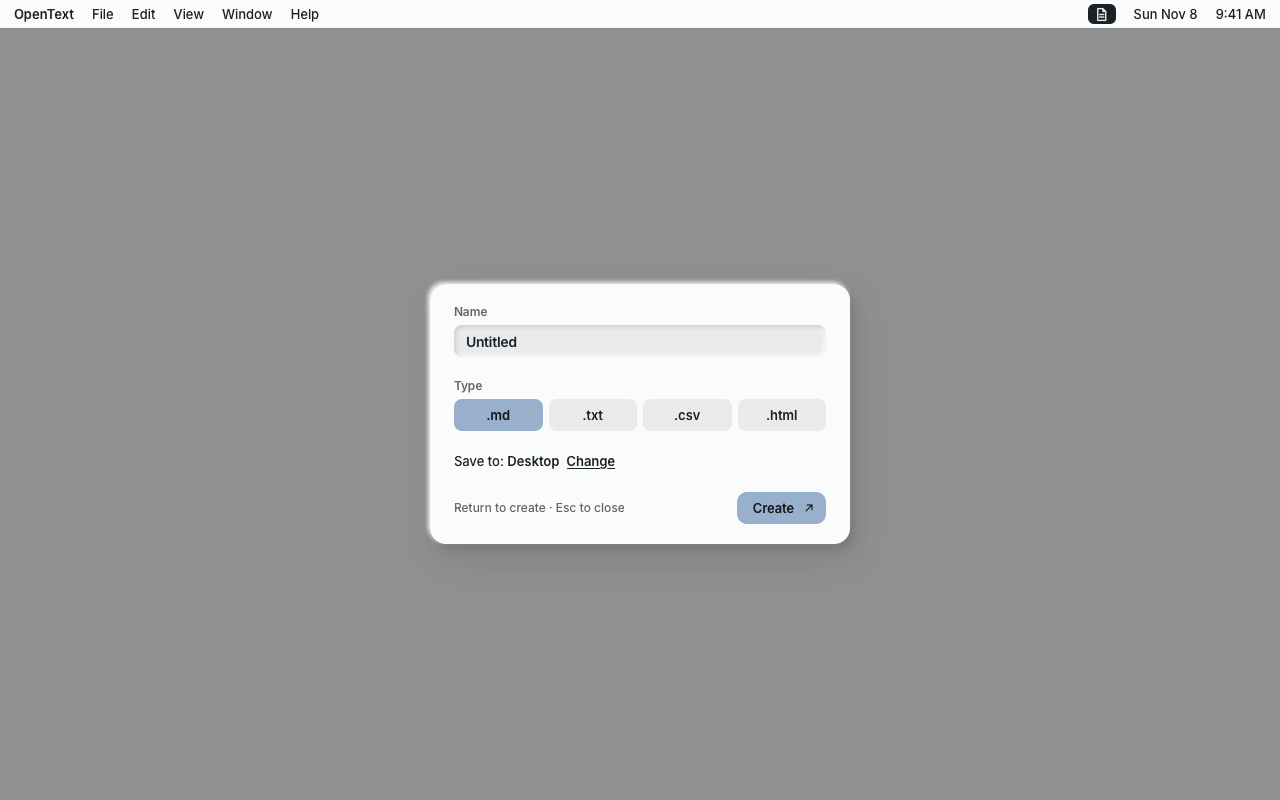 OpenText File Edit View Window Help Sun Nov 8 9:41 AM
Name
Untitled
Type
.md .txt .csv .html
Save to: Desktop Change
Return to create · Esc to close Create